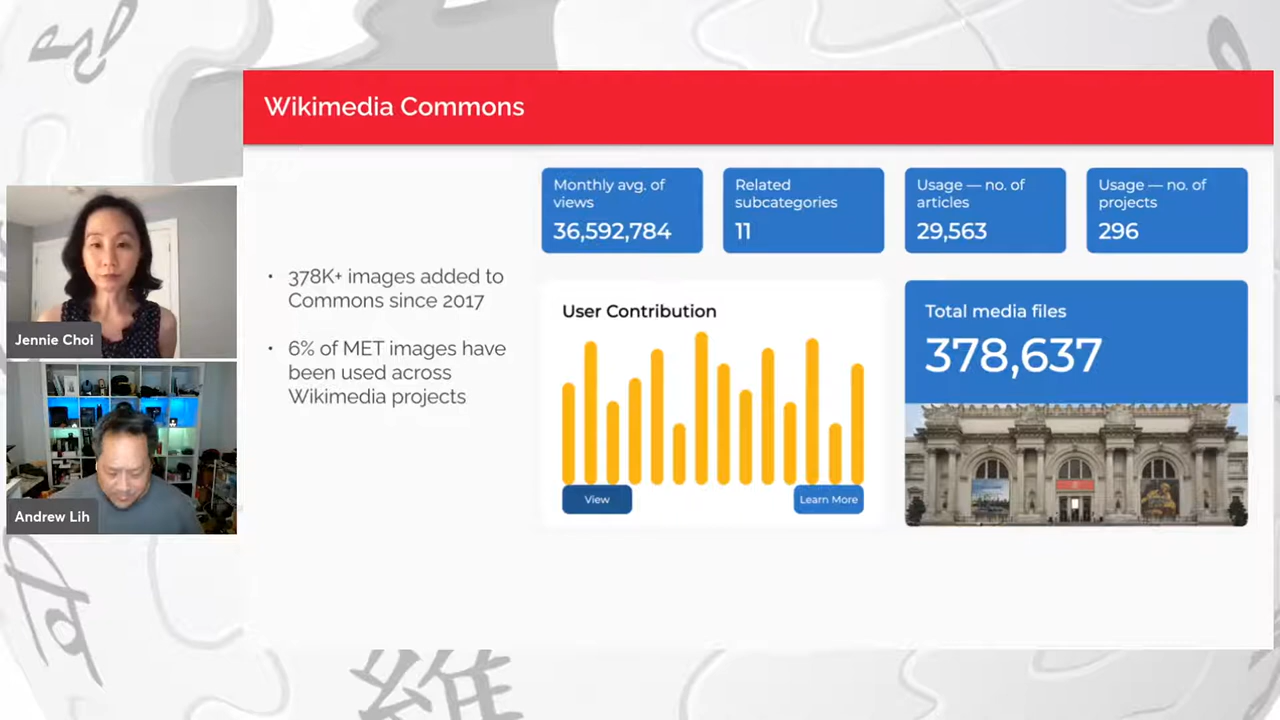 Wikimedia Commons
• 378K+ images added to
Commons since 2017
• 6% of MET images have
been used across
Wikimedia projects
Monthly avg. of
views
36,592,784
Related
subcategories
11
Usage — no. of
articles
29,563
Usage — no. of
projects
296
User Contribution
View
Learn More
Total media files
378,637
Jennie Choi
Andrew Lih
वि
維